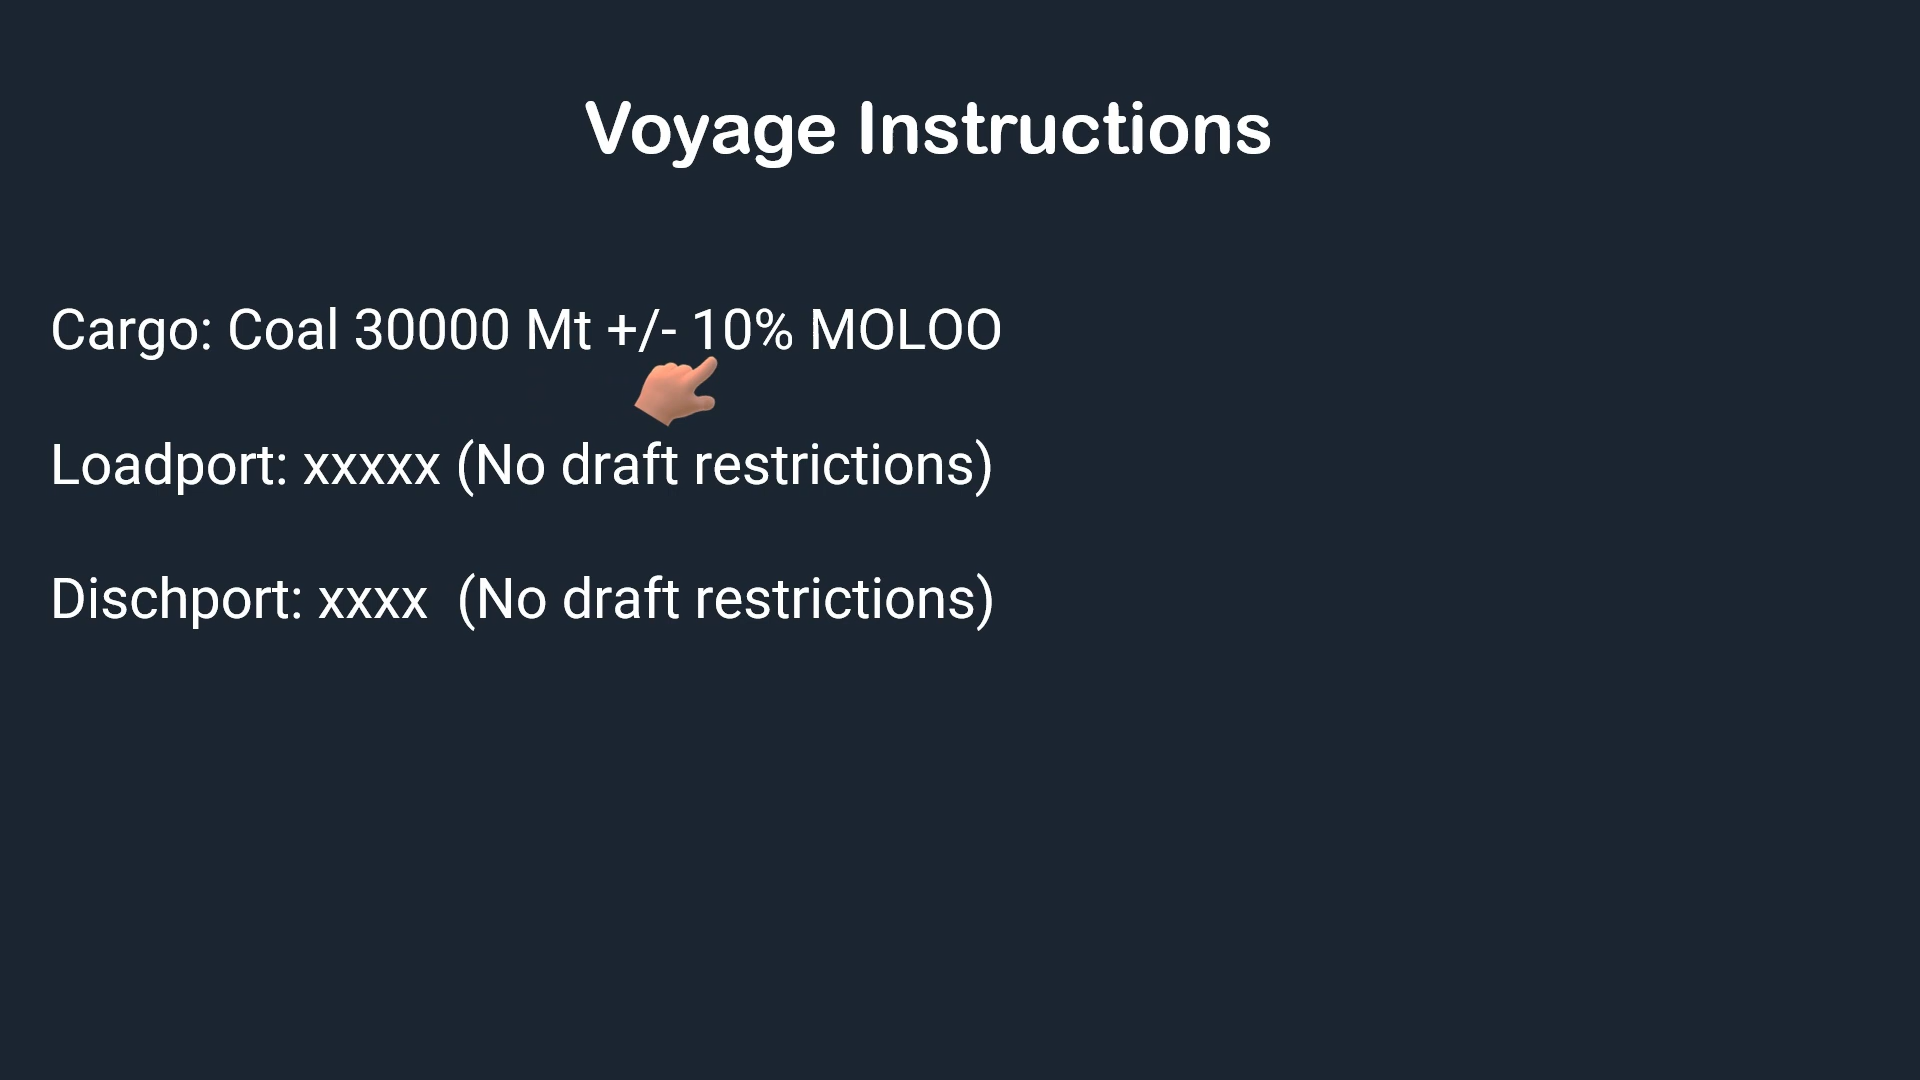 Voyage Instructions
Cargo: Coal 30000 Mt +/- 10% MOLOO
Loadport: xxxxx (No draft restrictions)
Dischport: xxxx  (No draft restrictions)